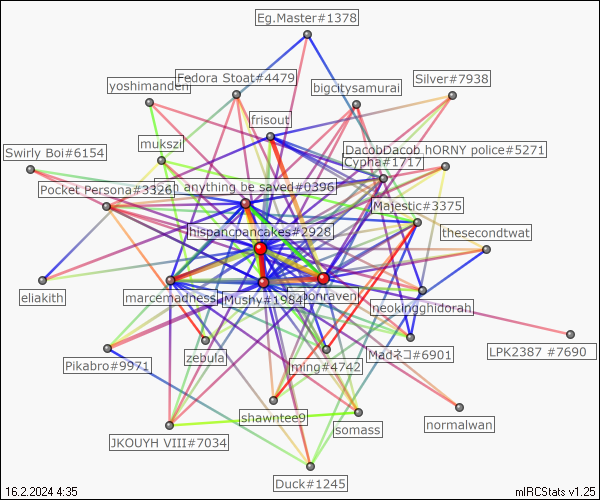 Eg.Master#1378
Fedora Stoat#4479
yoshimanden
bigcitysamurai
Silver#7938
frisout
mukszi
DacobDacob hORNY police#5271
Swirly Boi#6154
Cypha#1717
Pocket Persona#3326
an anything be saved#0396
Majestic#3375
hispanicpancakes#2928
thesecondtwat
eliakith
marcemadness
Mushy#1984
onraven
neokingghidorah
zebula
Madネコ#6901
LPK2387 #7690
Pikabro#9971
ming#4742
shawntee9
normalwan
JKOUYH VIII#7034
somass
Duck#1245
16.2.2024 4:35
mIRCStats v1.25